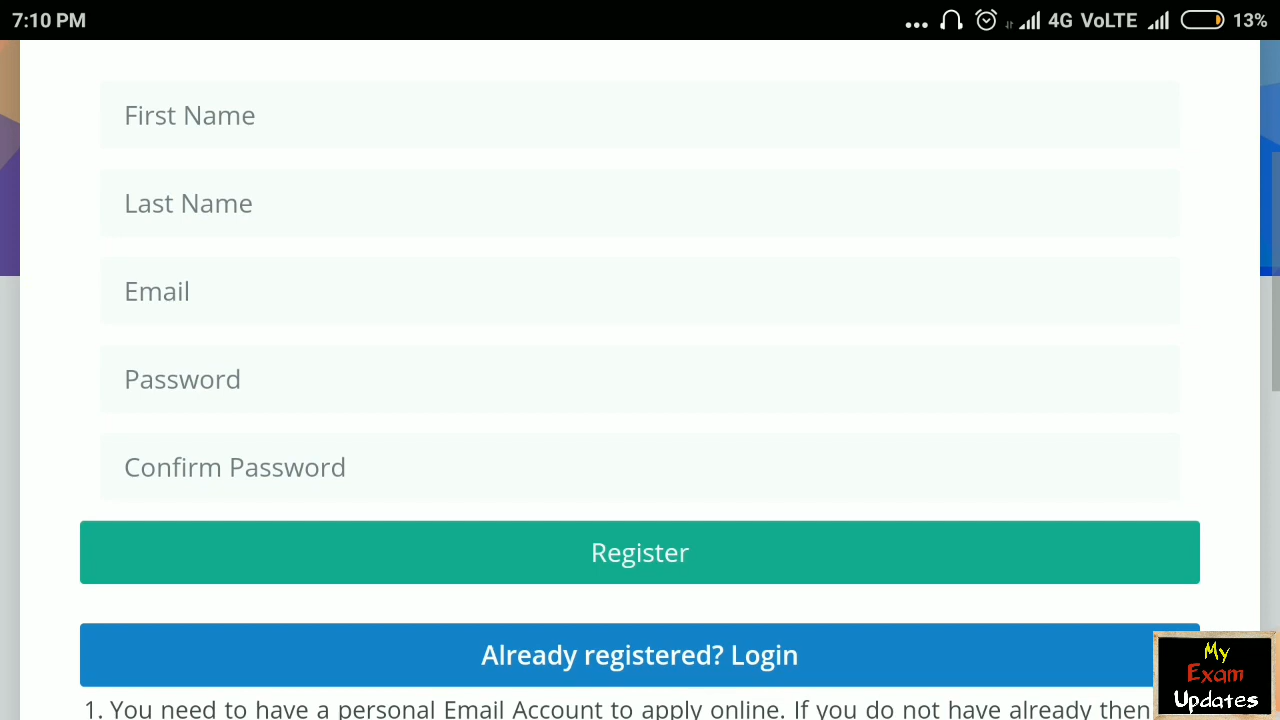 7:10 PM
4G VoLTE 13%
First Name
Last Name
Email
Password
Confirm Password
Register
Already registered? Login
1. You need to have a personal Email Account to apply online. If you do not have already then
My
Exam
Updates